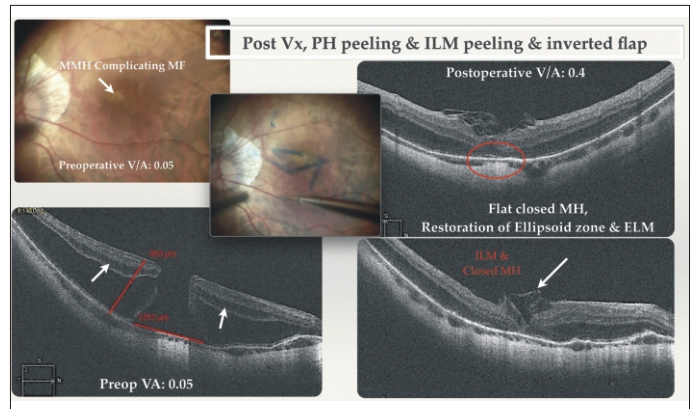 Post Vx, PH peeling & ILM peeling & inverted flap
MMH Complicating MF
Preoperative V/A: 0.05
Postoperative V/A: 0.4
Flat closed MH,
Restoration of Ellipsoid zone & ELM
ILM &
Closed MH
Preop VA: 0.05
S
N
S
N